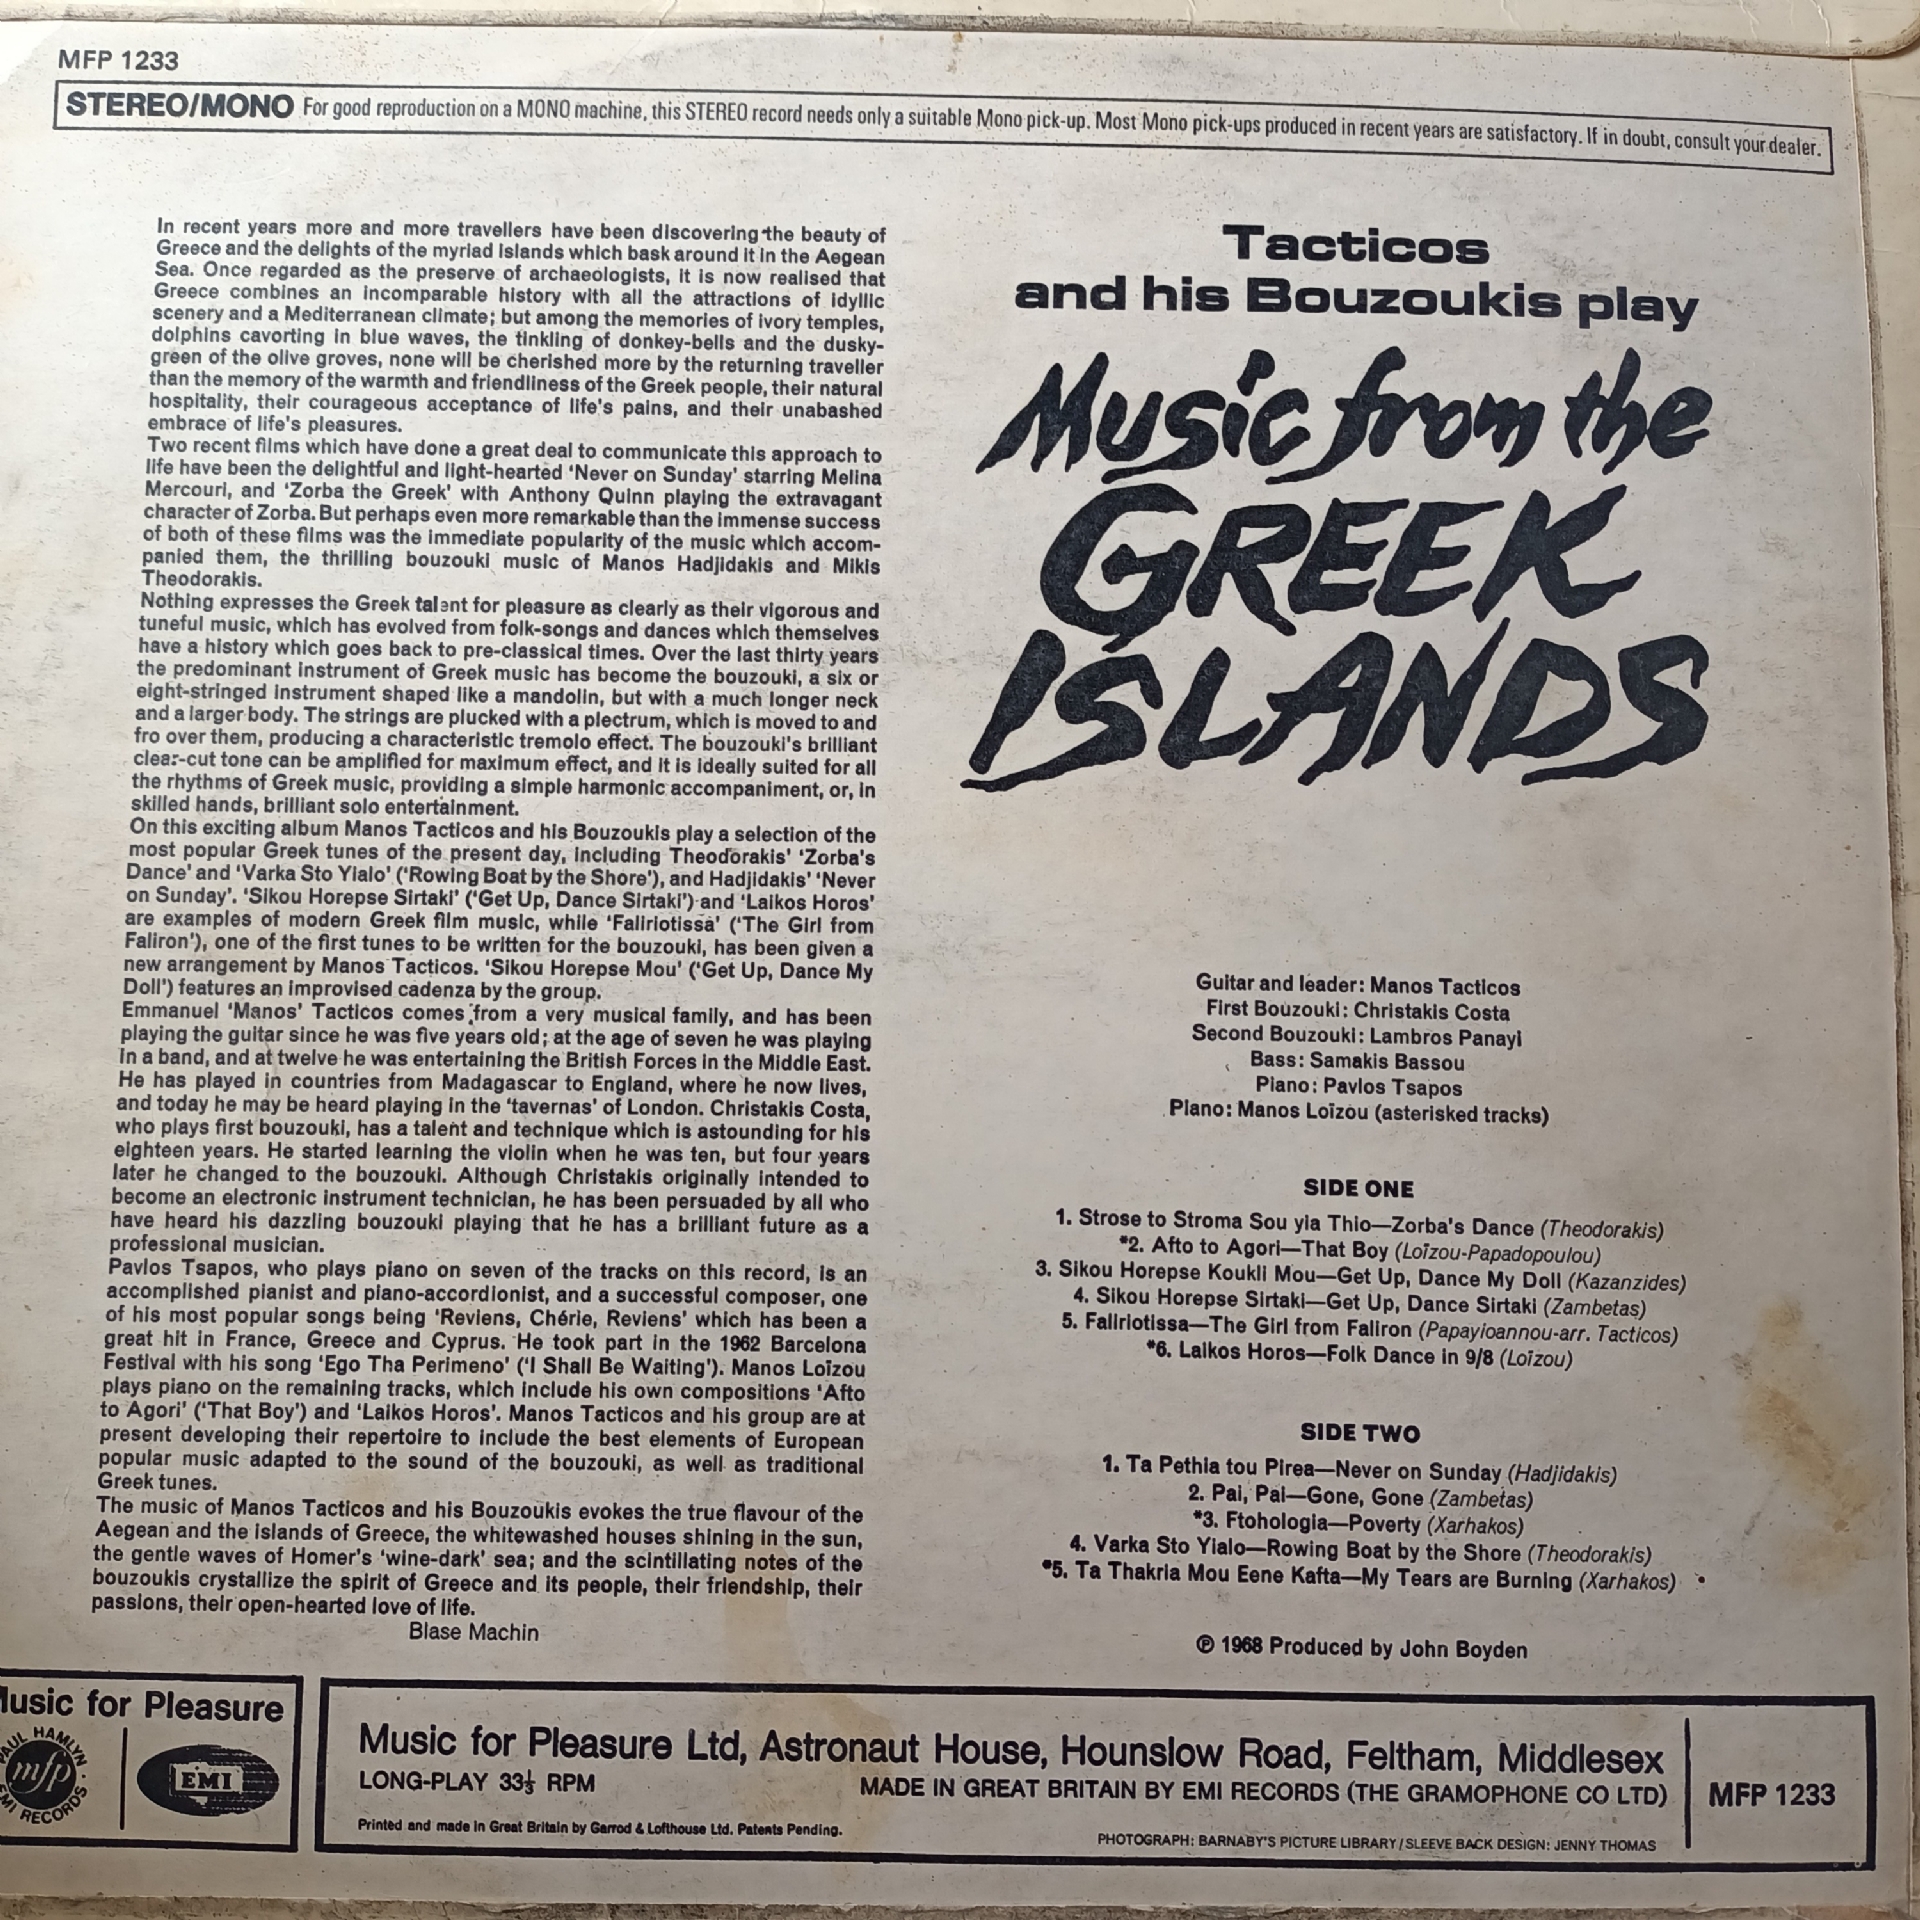 MFP 1233
STEREO/MONO For good reproduction on a MONO machine, this STEREO record needs only a suitable Mono pick-up. Most Mono pick-ups produced in recent years are satisfactory. If in doubt, consult your dealer.
In recent years more and more travellers have been discovering the beauty of
Greece and the delights of the myriad islands which bask around it in the Aegean
Sea. Once regarded as the preserve of archaeologists, it is now realised that
Greece combines an incomparable history with all the attractions of idyllic
scenery and a Mediterranean climate; but among the memories of ivory temples,
dolphins cavorting in blue waves, the tinkling of donkey-bells and the dusky-
green of the olive groves, none will be cherished more by the returning traveller
than the memory of the warmth and friendliness of the Greek people, their natural
hospitality, their courageous acceptance of life's pains, and their unabashed
embrace of life's pleasures.
Two recent films which have done a great deal to communicate this approach to
life have been the delightful and light-hearted 'Never on Sunday' starring Melina
Mercouri, and 'Zorba the Greek' with Anthony Quinn playing the extravagant
character of Zorba. But perhaps even more remarkable than the immense success
of both of these films was the immediate popularity of the music which accom-
panied them, the thrilling bouzouki music of Manos Hadjidakis and Mikis
Theodorakis.
Nothing expresses the Greek talent for pleasure as clearly as their vigorous and
tuneful music, which has evolved from folk-songs and dances which themselves
have a history which goes back to pre-classical times. Over the last thirty years
the predominant instrument of Greek music has become the bouzouki, a six or
eight-stringed instrument shaped like a mandolin, but with a much longer neck
and a larger body. The strings are plucked with a plectrum, which is moved to and
fro over them, producing a characteristic tremolo effect. The bouzouki's brilliant
clear-cut tone can be amplified for maximum effect, and it is ideally suited for all
the rhythms of Greek music, providing a simple harmonic accompaniment, or, in
skilled hands, brilliant solo entertainment.
On this exciting album Manos Tacticos and his Bouzoukis play a selection of the
most popular Greek tunes of the present day, including Theodorakis' 'Zorba's
Dance' and 'Varka Sto Yialo' ('Rowing Boat by the Shore'), and Hadjidakis' 'Never
on Sunday'. 'Sikou Horepse Sirtaki' ('Get Up, Dance Sirtaki') and 'Laikos Horos'
are examples of modern Greek film music, while 'Faliriotissa' ('The Girl from
Faliron'), one of the first tunes to be written for the bouzouki, has been given a
new arrangement by Manos Tacticos. 'Sikou Horepse Mou' ('Get Up, Dance My
Doll') features an improvised cadenza by the group.
Emmanuel 'Manos' Tacticos comes from a very musical family, and has been
playing the guitar since he was five years old; at the age of seven he was playing
in a band, and at twelve he was entertaining the British Forces in the Middle East.
He has played in countries from Madagascar to England, where he now lives,
and today he may be heard playing in the 'tavernas' of London. Christakis Costa,
who plays first bouzouki, has a talent and technique which is astounding for his
eighteen years. He started learning the violin when he was ten, but four years
later he changed to the bouzouki. Although Christakis originally intended to
become an electronic instrument technician, he has been persuaded by all who
have heard his dazzling bouzouki playing that he has a brilliant future as a
professional musician.
Pavlos Tsapos, who plays piano on seven of the tracks on this record, is an
accomplished pianist and piano-accordionist, and a successful composer, one
of his most popular songs being 'Reviens, Chérie, Reviens' which has been a
great hit in France, Greece and Cyprus. He took part in the 1962 Barcelona
Festival with his song 'Ego Tha Perimeno' ('I Shall Be Waiting'). Manos Loïzou
plays piano on the remaining tracks, which include his own compositions 'Afto
to Agori' ('That Boy') and 'Laikos Horos'. Manos Tacticos and his group are at
present developing their repertoire to include the best elements of European
popular music adapted to the sound of the bouzouki, as well as traditional
Greek tunes.
The music of Manos Tacticos and his Bouzoukis evokes the true flavour of the
Aegean and the islands of Greece, the whitewashed houses shining in the sun,
the gentle waves of Homer's 'wine-dark' sea; and the scintillating notes of the
bouzoukis crystallize the spirit of Greece and its people, their friendship, their
passions, their open-hearted love of life.
Blase Machin
Tacticos
and his Bouzoukis play
Music from the
GREEK
ISLANDS
Guitar and leader: Manos Tacticos
First Bouzouki: Christakis Costa
Second Bouzouki: Lambros Panayi
Bass: Samakis Bassou
Piano: Pavlos Tsapos
Piano: Manos Loïzou (asterisked tracks)
SIDE ONE
1. Strose to Stroma Sou yia Thio—Zorba's Dance (Theodorakis)
*2. Afto to Agori—That Boy (Loïzou-Papadopoulou)
3. Sikou Horepse Koukli Mou—Get Up, Dance My Doll (Kazanzides)
4. Sikou Horepse Sirtaki—Get Up, Dance Sirtaki (Zambetas)
5. Faliriotissa—The Girl from Faliron (Papayioannou-arr. Tacticos)
*6. Laikos Horos—Folk Dance in 9/8 (Loïzou)
SIDE TWO
1. Ta Pethia tou Pirea—Never on Sunday (Hadjidakis)
2. Pai, Pai—Gone, Gone (Zambetas)
*3. Ftohologia—Poverty (Xarhakos)
4. Varka Sto Yialo—Rowing Boat by the Shore (Theodorakis)
*5. Ta Thakria Mou Eene Kafta—My Tears are Burning (Xarhakos)
℗ 1968 Produced by John Boyden
Music for Pleasure
PAUL HAMLYN
mfp
EMI RECORDS
EMI
Music for Pleasure Ltd, Astronaut House, Hounslow Road, Feltham, Middlesex
LONG-PLAY 33⅓ RPM
MADE IN GREAT BRITAIN BY EMI RECORDS (THE GRAMOPHONE CO LTD)
Printed and made in Great Britain by Garrod & Lofthouse Ltd. Patents Pending.
PHOTOGRAPH: BARNABY'S PICTURE LIBRARY/SLEEVE BACK DESIGN: JENNY THOMAS
MFP 1233